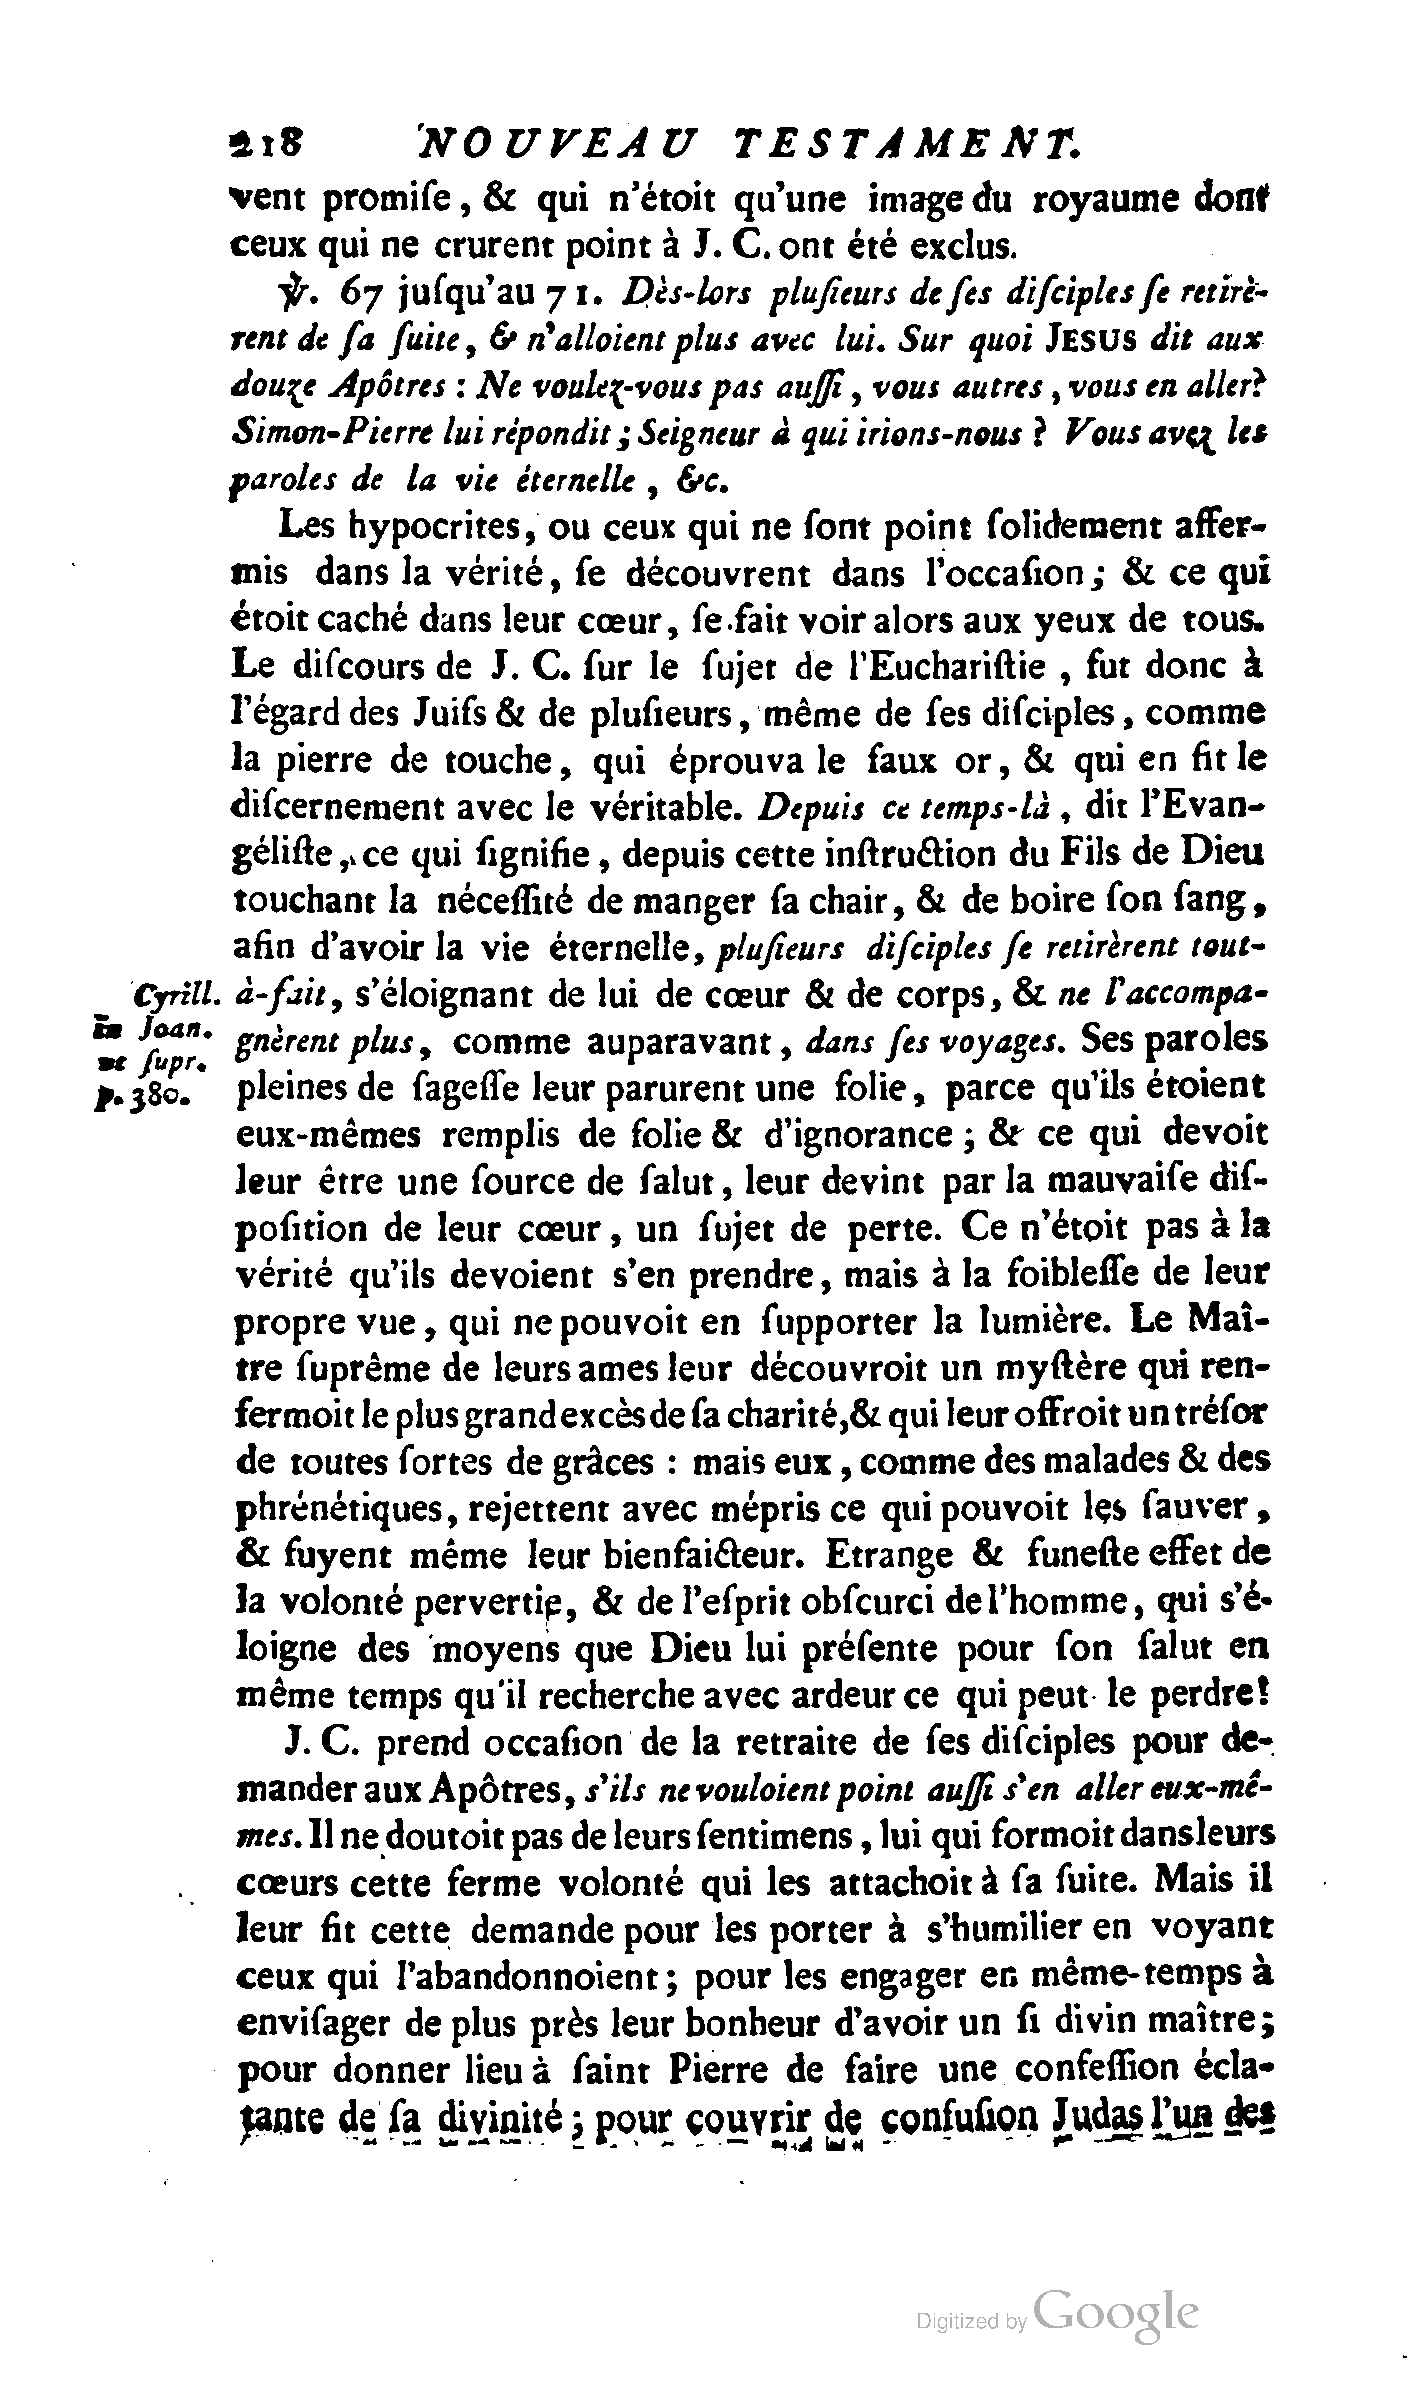 218 NOUVEAU TESTAMENT.
vent promiſe, & qui n'étoit qu'une image du royaume dont
ceux qui ne crurent point à J. C. ont été exclus.
℣. 67 juſqu'au 71. Dès-lors pluſieurs de ſes diſciples ſe retirè-
rent de ſa ſuite, & n'alloient plus avec lui. Sur quoi JESUS dit aux
douze Apôtres : Ne voulez-vous pas auſſi, vous autres, vous en aller?
Simon-Pierre lui répondit ; Seigneur à qui irions-nous ? Vous avez les
paroles de la vie éternelle, &c.
Les hypocrites, ou ceux qui ne ſont point ſolidement affer-
mis dans la vérité, ſe découvrent dans l'occaſion ; & ce qui
étoit caché dans leur cœur, ſe fait voir alors aux yeux de tous.
Le diſcours de J. C. ſur le ſujet de l'Euchariſtie, fut donc à
l'égard des Juifs & de pluſieurs, même de ſes diſciples, comme
la pierre de touche, qui éprouva le faux or, & qui en fit le
diſcernement avec le véritable. Depuis ce temps-là, dit l'Evan-
géliſte, ce qui ſignifie, depuis cette inſtruction du Fils de Dieu
touchant la néceſſité de manger ſa chair, & de boire ſon ſang,
afin d'avoir la vie éternelle, pluſieurs diſciples ſe retirèrent tout-
à-fait, s'éloignant de lui de cœur & de corps, & ne l'accompa-
gnèrent plus, comme auparavant, dans ſes voyages. Ses paroles
pleines de ſageſſe leur parurent une folie, parce qu'ils étoient
eux-mêmes remplis de folie & d'ignorance ; & ce qui devoit
leur être une ſource de ſalut, leur devint par la mauvaiſe diſ-
poſition de leur cœur, un ſujet de perte. Ce n'étoit pas à la
vérité qu'ils devoient s'en prendre, mais à la foibleſſe de leur
propre vue, qui ne pouvoit en ſupporter la lumière. Le Maî-
tre ſuprême de leurs ames leur découvroit un myſtère qui ren-
fermoit le plus grand excès de ſa charité, & qui leur offroit un tréſor
de toutes ſortes de grâces : mais eux, comme des malades & des
phrénétiques, rejettent avec mépris ce qui pouvoit les ſauver,
& fuyent même leur bienfaicteur. Etrange & funeſte effet de
la volonté pervertie, & de l'eſprit obſcurci de l'homme, qui s'é-
loigne des moyens que Dieu lui préſente pour ſon ſalut en
même temps qu'il recherche avec ardeur ce qui peut le perdre!
J. C. prend occaſion de la retraite de ſes diſciples pour de-
mander aux Apôtres, s'ils ne vouloient point auſſi s'en aller eux-mê-
mes. Il ne doutoit pas de leurs ſentimens, lui qui formoit dans leurs
cœurs cette ferme volonté qui les attachoit à ſa ſuite. Mais il
leur fit cette demande pour les porter à s'humilier en voyant
ceux qui l'abandonnoient ; pour les engager en même-temps à
enviſager de plus près leur bonheur d'avoir un ſi divin maître ;
pour donner lieu à ſaint Pierre de faire une confeſſion écla-
tante de ſa divinité ; pour couvrir de confuſion Judas l'un des
Cyrill.
in Joan.
ut ſupr.
p. 380.
Digitized by Google